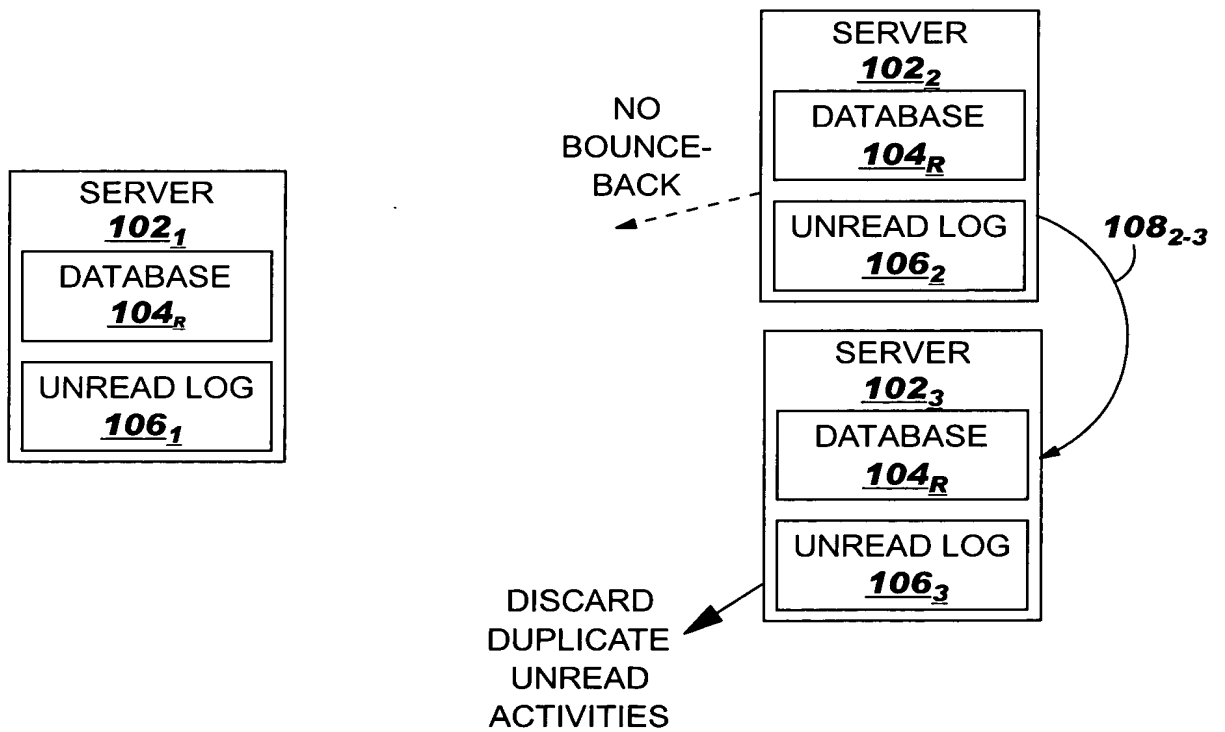 SERVER
102₁
DATABASE
104R
UNREAD LOG
106₁
NO
BOUNCE-
BACK
SERVER
102₂
DATABASE
104R
UNREAD LOG
106₂
108₂₋₃
SERVER
102₃
DATABASE
104R
UNREAD LOG
106₃
DISCARD
DUPLICATE
UNREAD
ACTIVITIES